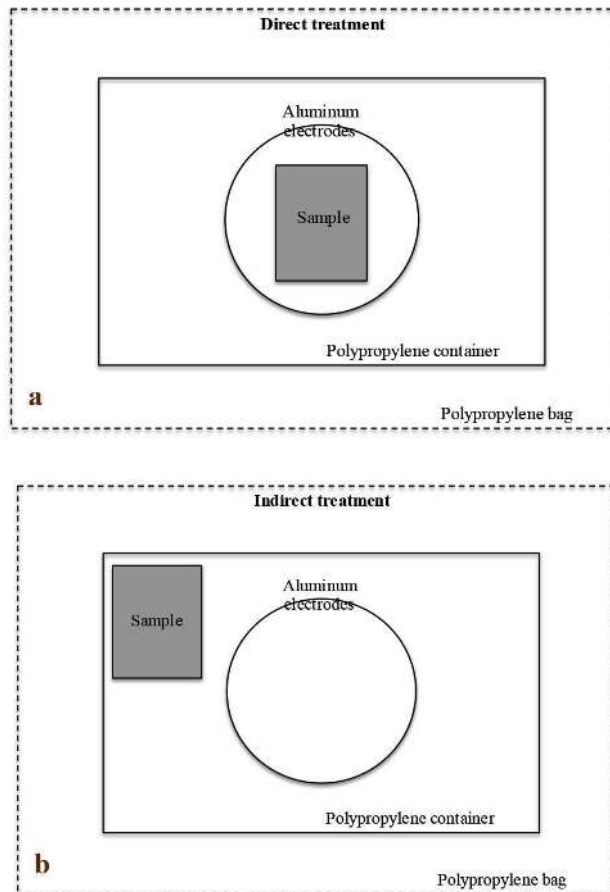 Direct treatment
Aluminum
electrodes
Sample
Polypropylene container
a
Polypropylene bag
Indirect treatment
Aluminum
electrodes
Sample
Polypropylene container
b
Polypropylene bag